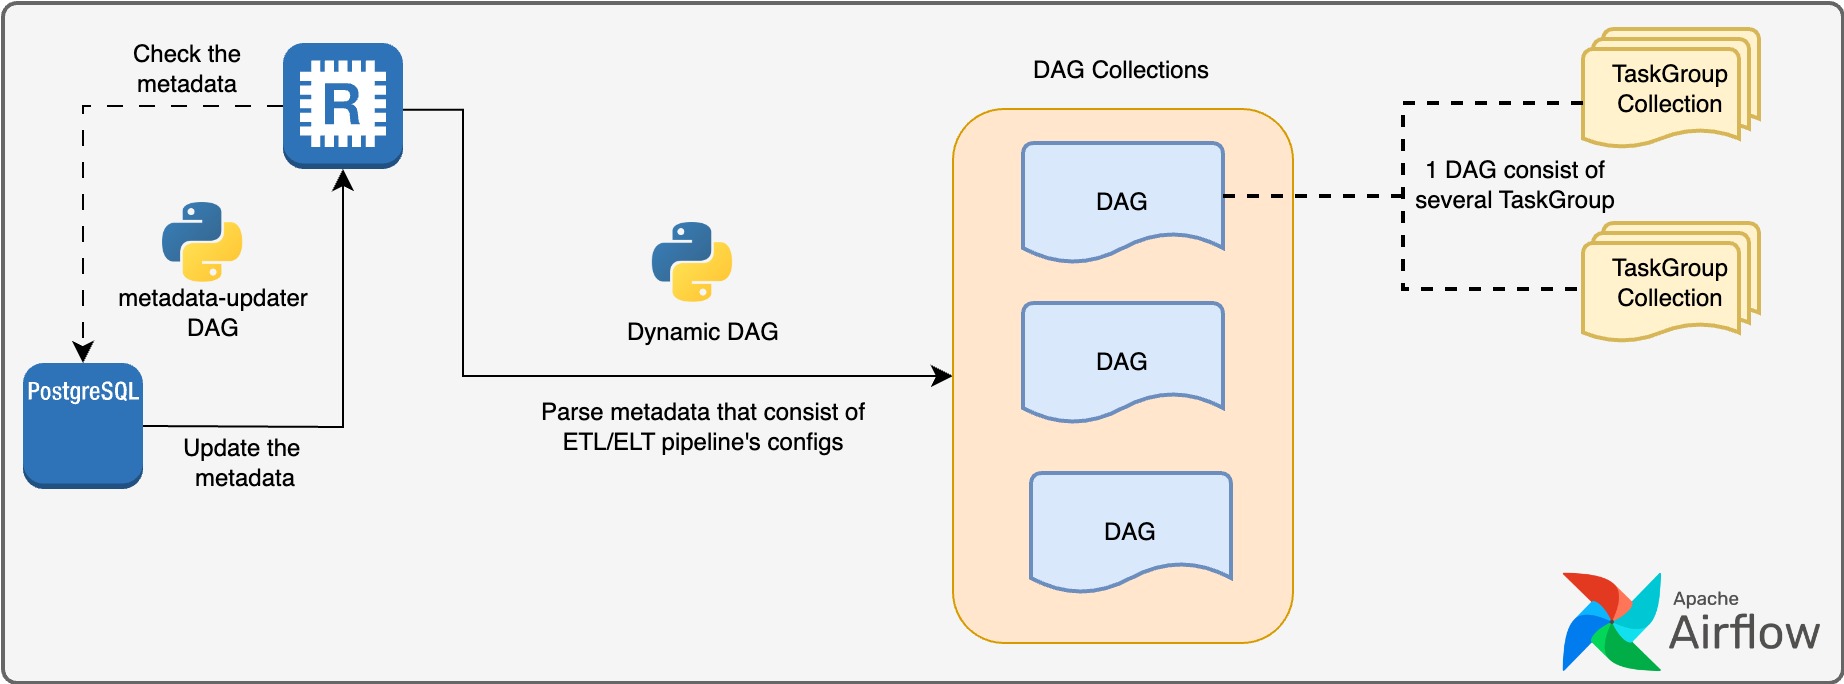 Check the
metadata
R
metadata-updater
DAG
PostgreSQL
Update the
metadata
Dynamic DAG
Parse metadata that consist of
ETL/ELT pipeline's configs
DAG Collections
DAG
DAG
DAG
TaskGroup
Collection
1 DAG consist of
several TaskGroup
TaskGroup
Collection
Apache
Airflow